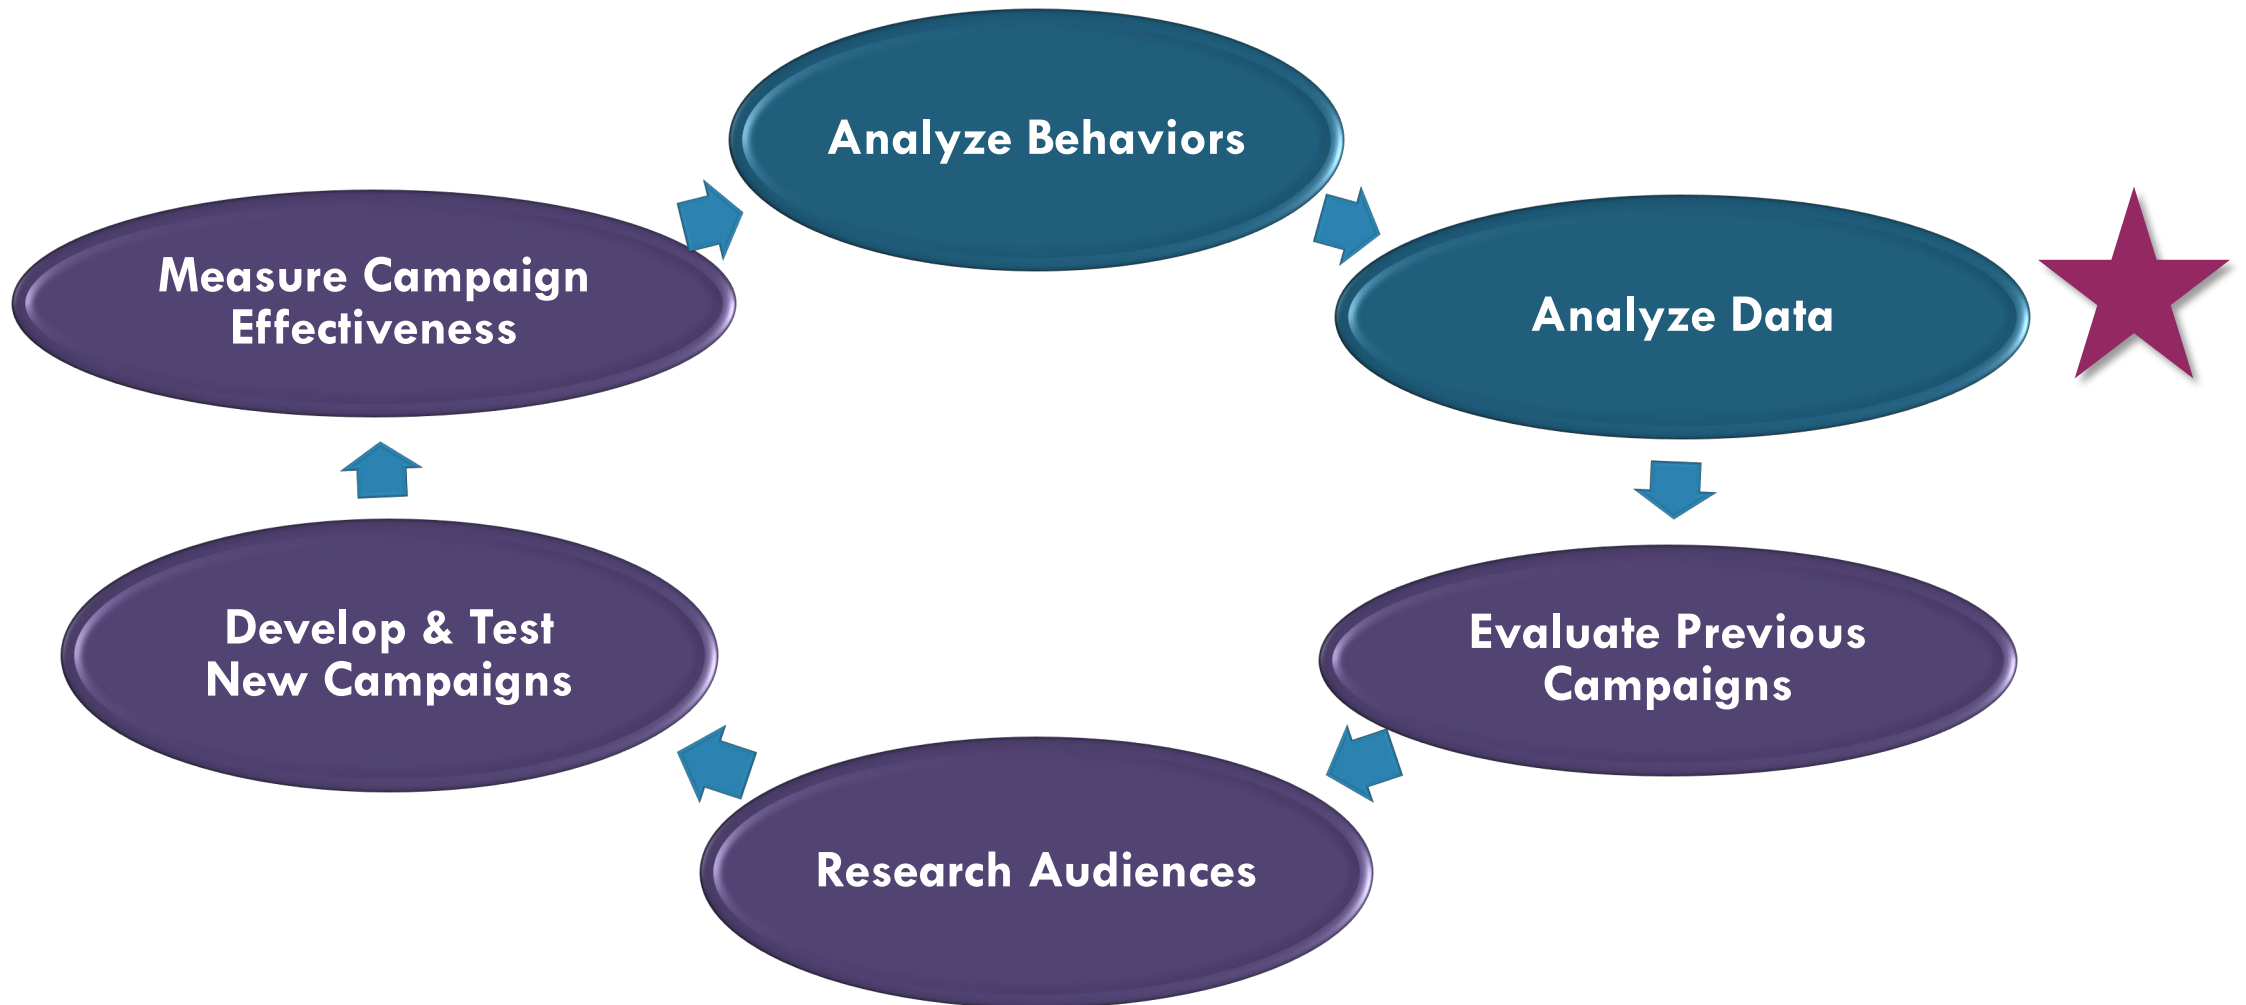 Analyze Behaviors
Analyze Data
Evaluate Previous
Campaigns
Research Audiences
Develop & Test
New Campaigns
Measure Campaign
Effectiveness